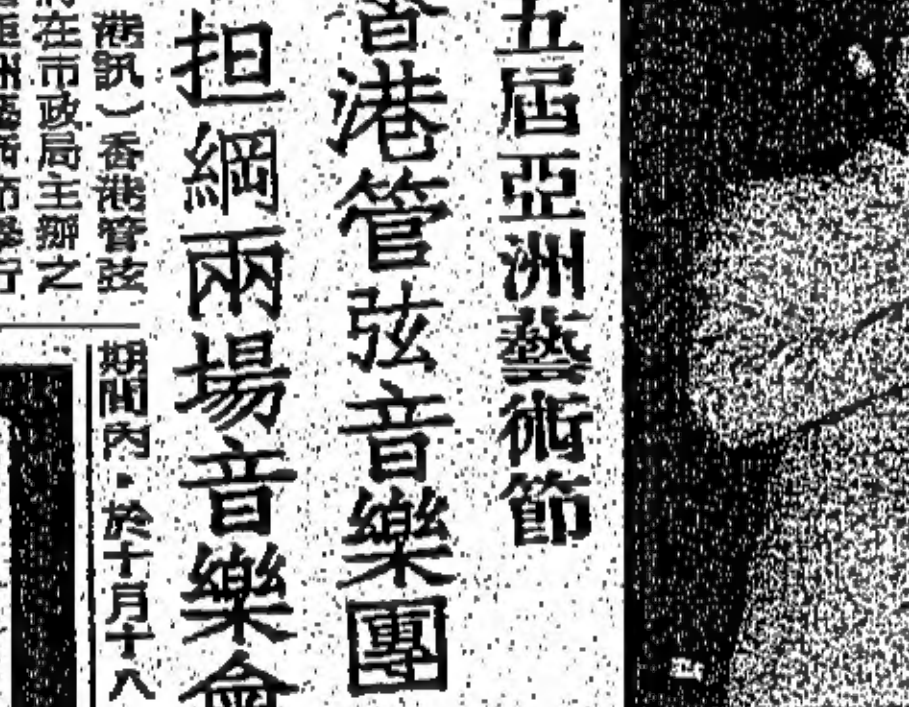 五屆亞洲藝術節
香港管弦音樂團
担綱兩場音樂會
港訊）香港管弦
在市政局主辦之
期間內．於十月十八